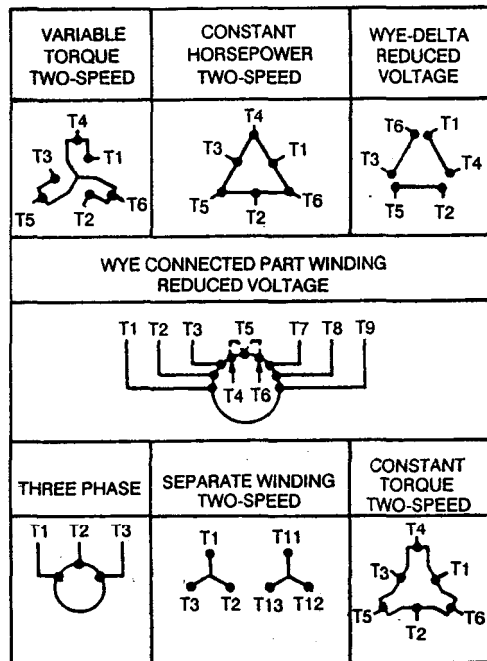 VARIABLE
TORQUE
TWO-SPEED
CONSTANT
HORSEPOWER
TWO-SPEED
WYE-DELTA
REDUCED
VOLTAGE
T4
T3
T1
T5
T2
T6
T4
T3
T1
T5
T2
T6
T6
T1
T3
T4
T5
T2
WYE CONNECTED PART WINDING
REDUCED VOLTAGE
T1 T2 T3 T5 T7 T8 T9
T4 T6
THREE PHASE
SEPARATE WINDING
TWO-SPEED
CONSTANT
TORQUE
TWO-SPEED
T1 T2 T3
T1 T11
T3 T2 T13 T12
T4
T3
T1
T5
T2
T6